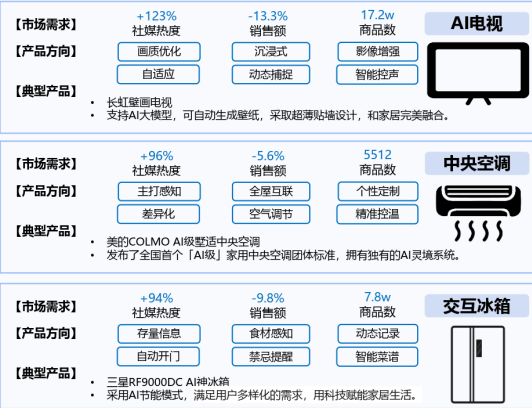 +123% -13.3% 17.2w AI电视
【市场需求】 社媒热度 销售额 商品数
【产品方向】 画质优化 沉浸式 影像增强
自适应 动态捕捉 智能控声
【典型产品】
• 长虹壁画电视
• 支持AI大模型，可自动生成壁纸，采取超薄贴墙设计，和家居完美融合。
+96% -5.6% 5512 中央空调
【市场需求】 社媒热度 销售额 商品数
【产品方向】 主打感知 全屋互联 个性定制
差异化 空气调节 精准控温
【典型产品】
• 美的COLMO AI级墅适中央空调
• 发布了全国首个「AI级」家用中央空调团体标准，拥有独有的AI灵境系统。
+94% -9.8% 7.8w 交互冰箱
【市场需求】 社媒热度 销售额 商品数
【产品方向】 存量信息 食材感知 动态记录
自动开门 禁忌提醒 智能菜谱
【典型产品】
• 三星RF9000DC AI神冰箱
• 采用AI节能模式，满足用户多样化的需求，用科技赋能家居生活。